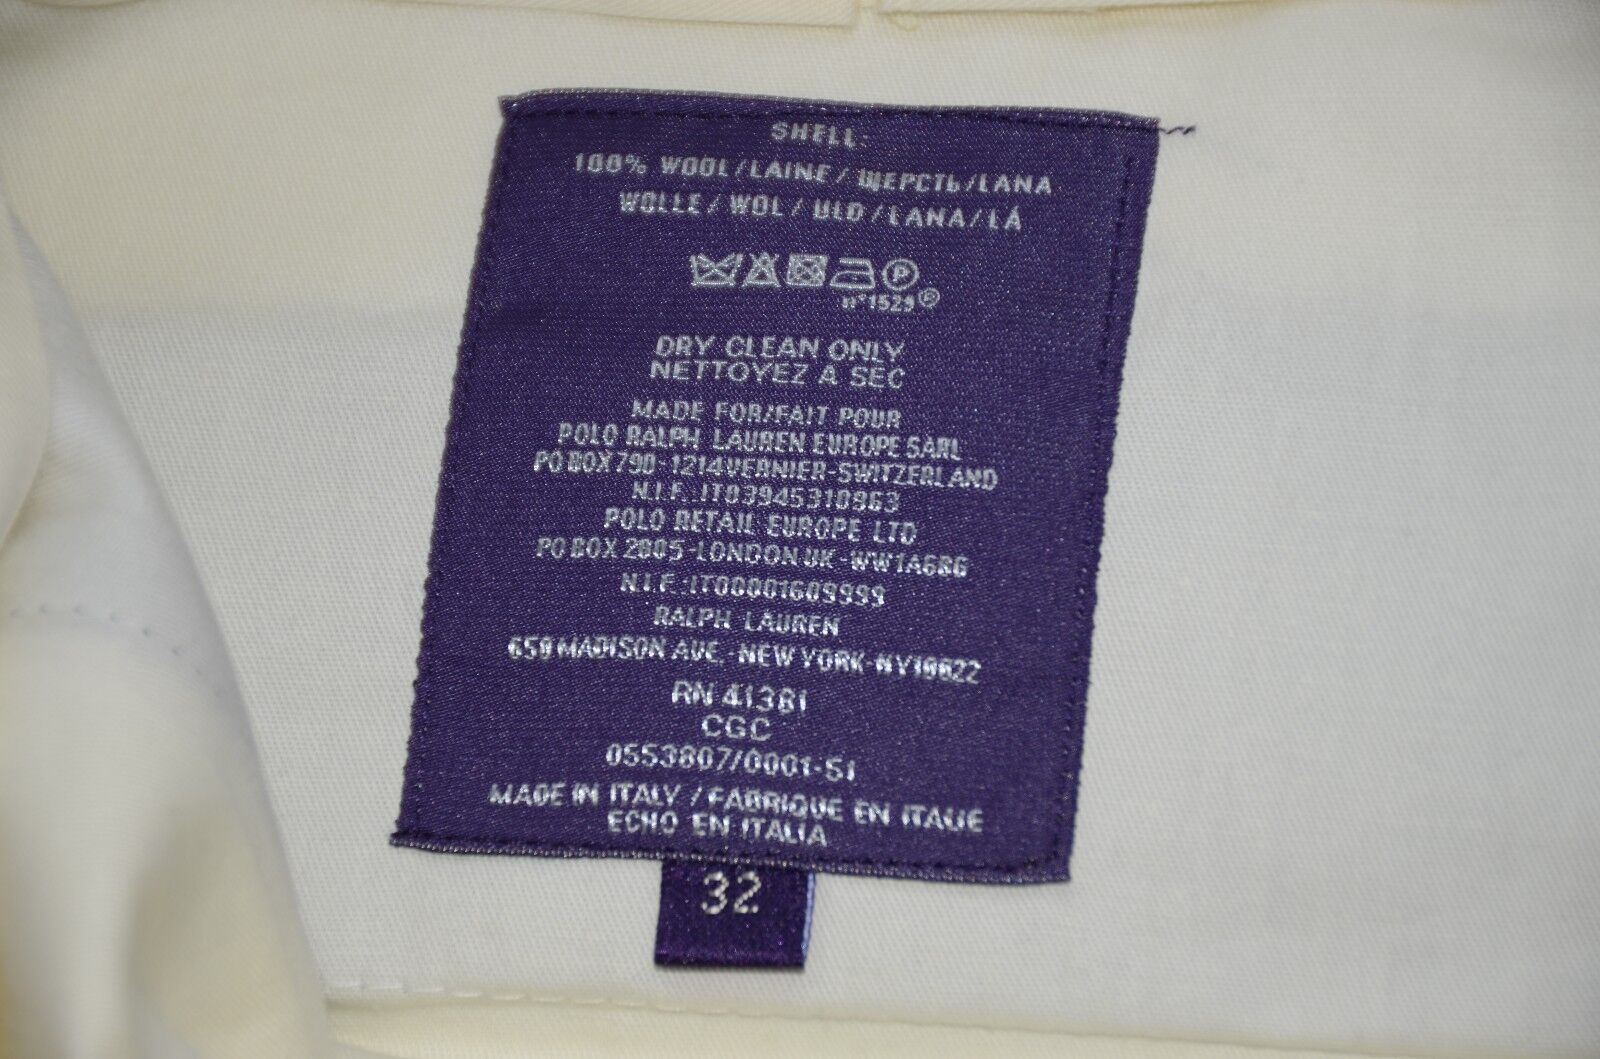 SHELL:
100% WOOL/LAINE/ШЕРСТЬ/LANA
WOLLE/WOL/ULD/LANA/LÃ
P
n°1529®
DRY CLEAN ONLY
NETTOYEZ A SEC
MADE FOR/FAIT POUR
POLO RALPH LAUREN EUROPE SARL
PO BOX 790-1214 VERNIER-SWITZERLAND
N.I.F.:IT03945310963
POLO RETAIL EUROPE LTD
PO BOX 2805-LONDON UK-WW1A6BG
N.I.F.:IT00001609999
RALPH LAUREN
650 MADISON AVE.-NEW YORK-NY10022
RN 41381
CGC
0553807/0001-S1
MADE IN ITALY / FABRIQUE EN ITALIE
ECHO EN ITALIA
32